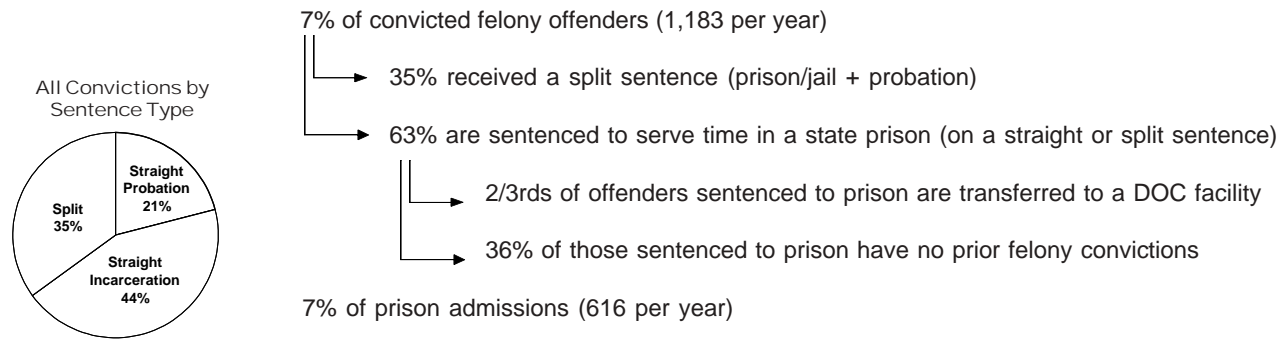 7% of convicted felony offenders (1,183 per year)
35% received a split sentence (prison/jail + probation)
63% are sentenced to serve time in a state prison (on a straight or split sentence)
2/3rds of offenders sentenced to prison are transferred to a DOC facility
36% of those sentenced to prison have no prior felony convictions
7% of prison admissions (616 per year)
All Convictions by
Sentence Type
Straight
Probation
21%
Split
35%
Straight
Incarceration
44%